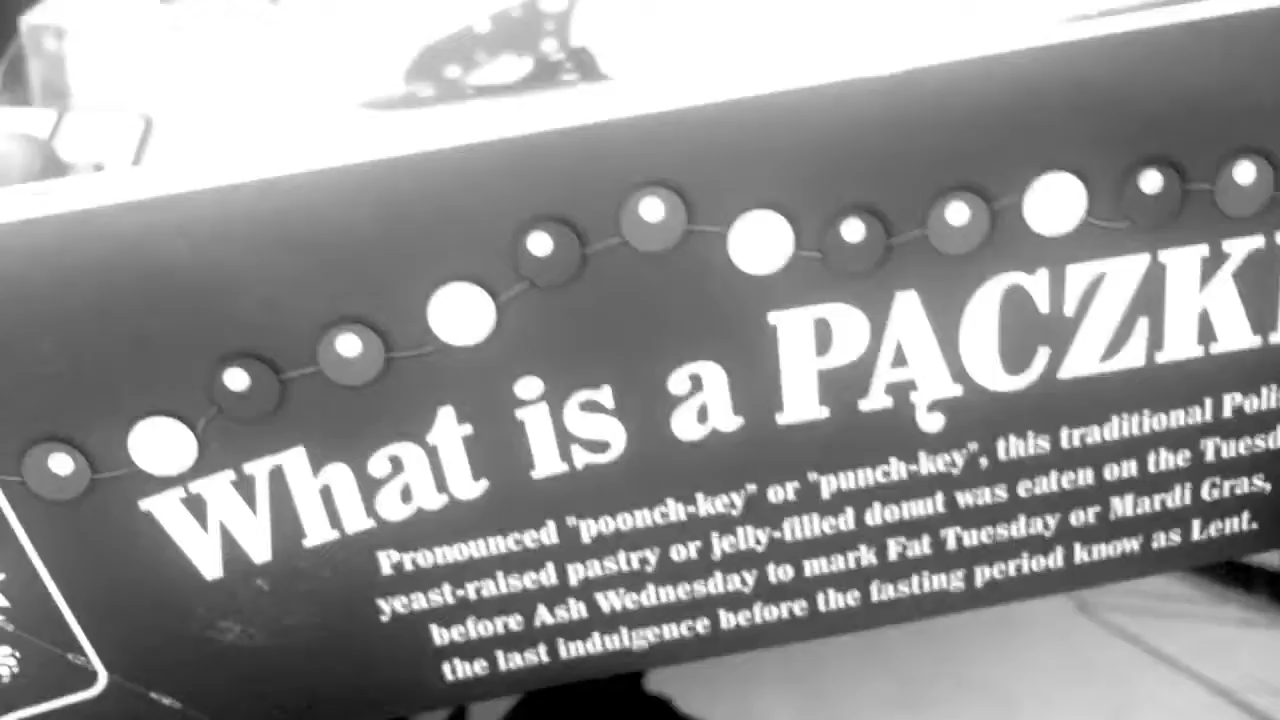 What is a PĄCZKI
Pronounced "poonch-key" or "punch-key", this traditional Polis
yeast-raised pastry or jelly-filled donut was eaten on the Tuesd
before Ash Wednesday to mark Fat Tuesday or Mardi Gras,
the last indulgence before the fasting period know as Lent.